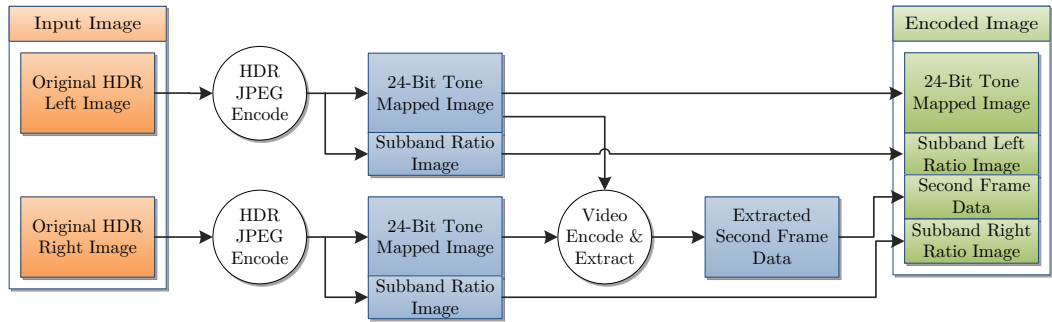 Input Image
Original HDR
Left Image
Original HDR
Right Image
HDR
JPEG
Encode
HDR
JPEG
Encode
24-Bit Tone
Mapped Image
Subband Ratio
Image
24-Bit Tone
Mapped Image
Subband Ratio
Image
Video
Encode &
Extract
Extracted
Second Frame
Data
Encoded Image
24-Bit Tone
Mapped Image
Subband Left
Ratio Image
Second Frame
Data
Subband Right
Ratio Image